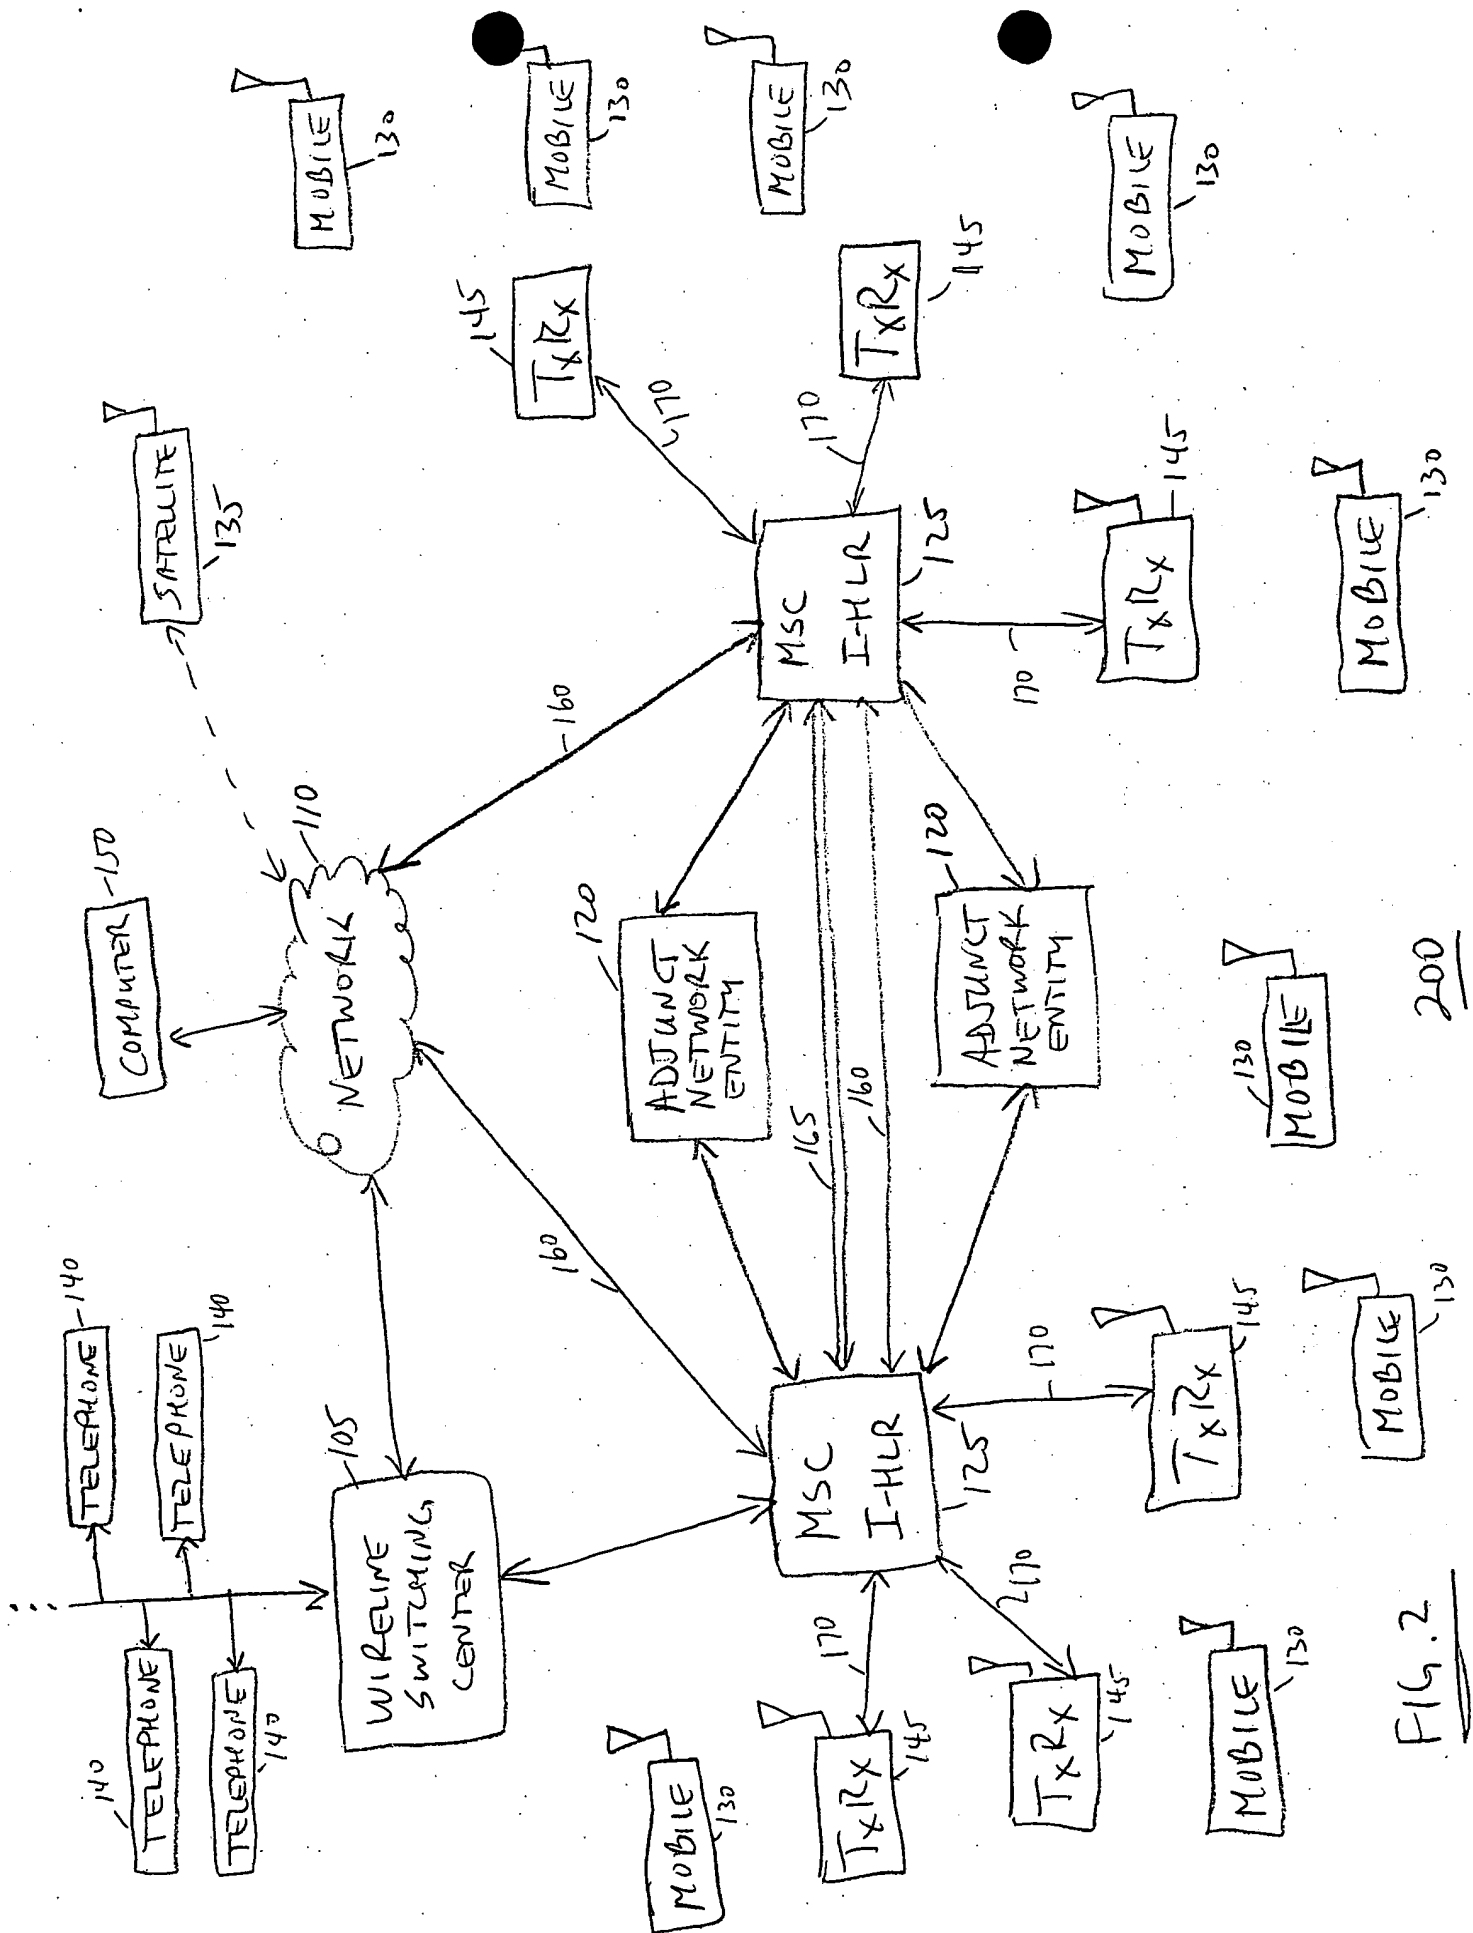 TELEPHONE
140
TELEPHONE
140
TELEPHONE
140
TELEPHONE
140
COMPUTER
150
SATELLITE
135
MOBILE
130
WIRELINE
SWITCHING
CENTER
105
NETWORK
110
160
160
MOBILE
130
MOBILE
130
ADJUNCT
NETWORK
ENTITY
120
TxRx
145
170
MOBILE
130
MSC
I-HLR
125
165
160
MSC
I-HLR
125
170
TxRx
145
TxRx
145
170
170
170
170
ADJUNCT
NETWORK
ENTITY
120
TxRx
145
TxRx
145
TxRx
145
MOBILE
130
MOBILE
130
MOBILE
130
MOBILE
130
MOBILE
130
FIG. 2
200